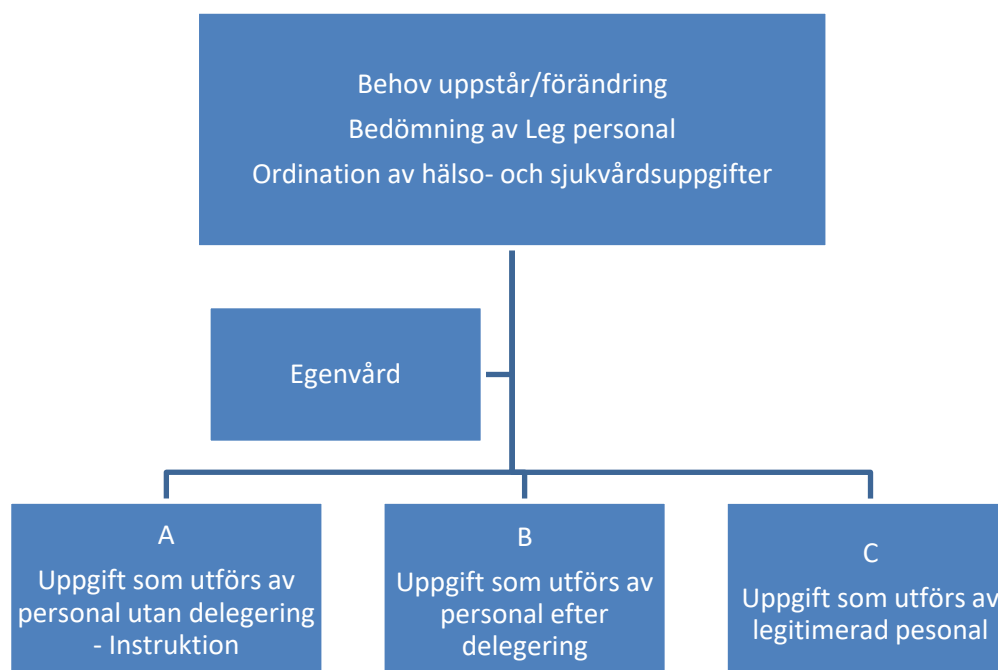 Behov uppstår/förändring
Bedömning av Leg personal
Ordination av hälso- och sjukvårdsuppgifter
Egenvård
A
Uppgift som utförs av
personal utan delegering
- Instruktion
B
Uppgift som utförs av
personal efter
delegering
C
Uppgift som utförs av
legitimerad pesonal